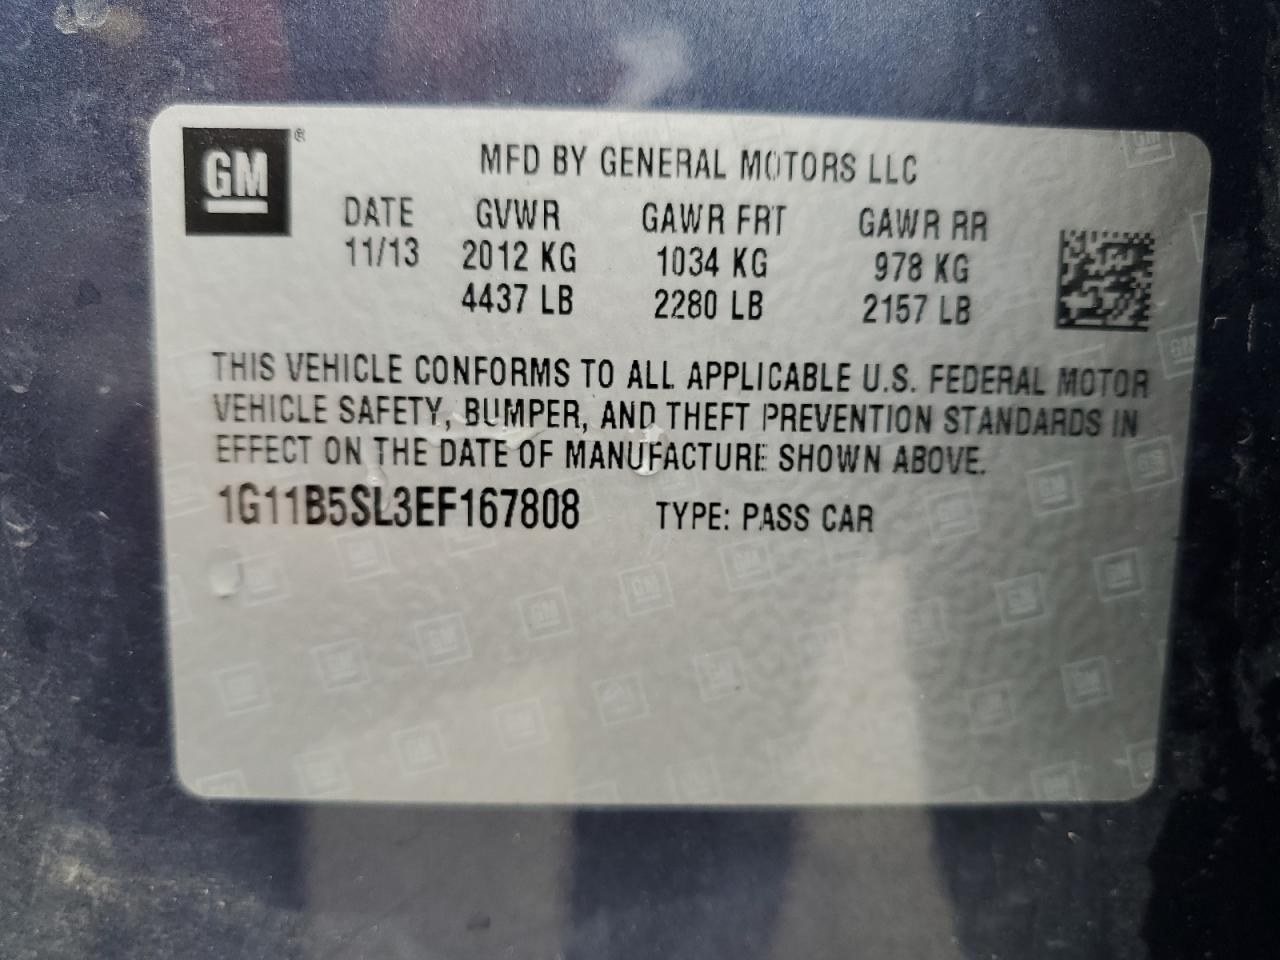 GM ®
MFD BY GENERAL MOTORS LLC
DATE GVWR GAWR FRT GAWR RR
11/13 2012 KG 1034 KG 978 KG
4437 LB 2280 LB 2157 LB
THIS VEHICLE CONFORMS TO ALL APPLICABLE U.S. FEDERAL MOTOR
VEHICLE SAFETY, BUMPER, AND THEFT PREVENTION STANDARDS IN
EFFECT ON THE DATE OF MANUFACTURE SHOWN ABOVE.
1G11B5SL3EF167808 TYPE: PASS CAR